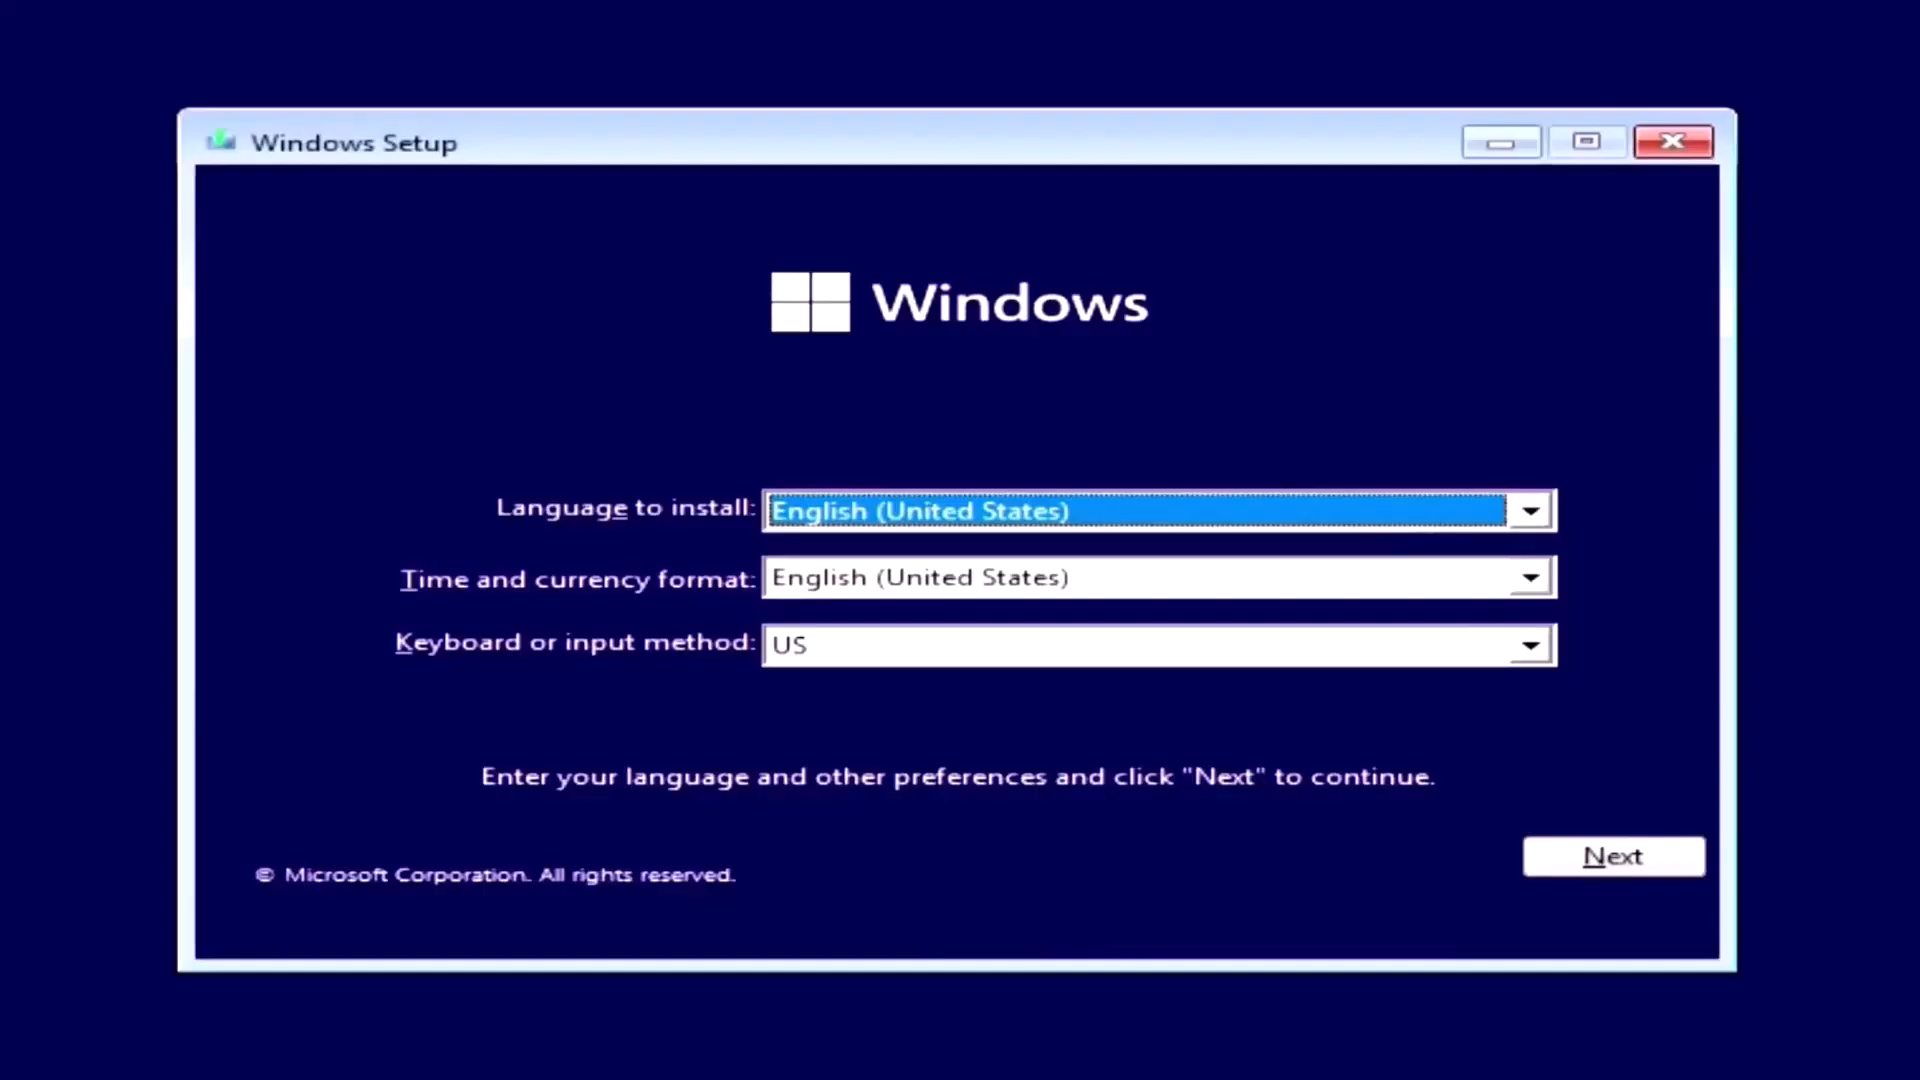 Windows Setup
Windows
Language to install: English (United States)
Time and currency format: English (United States)
Keyboard or input method: US
Enter your language and other preferences and click "Next" to continue.
© Microsoft Corporation. All rights reserved.
Next